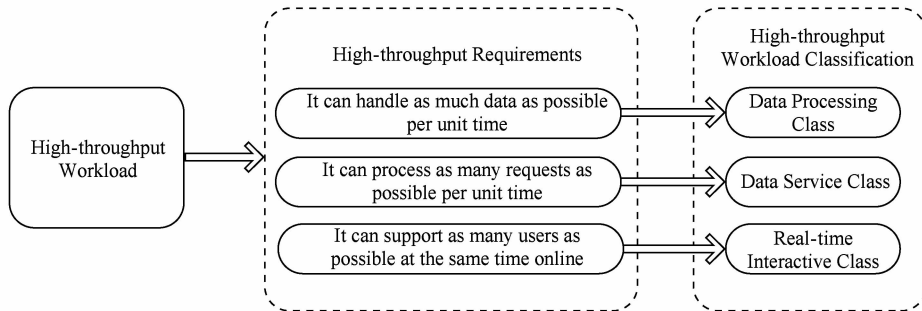 High-throughput
Workload
High-throughput Requirements
It can handle as much data as possible
per unit time
It can process as many requests as
possible per unit time
It can support as many users as
possible at the same time online
High-throughput
Workload Classification
Data Processing
Class
Data Service Class
Real-time
Interactive Class